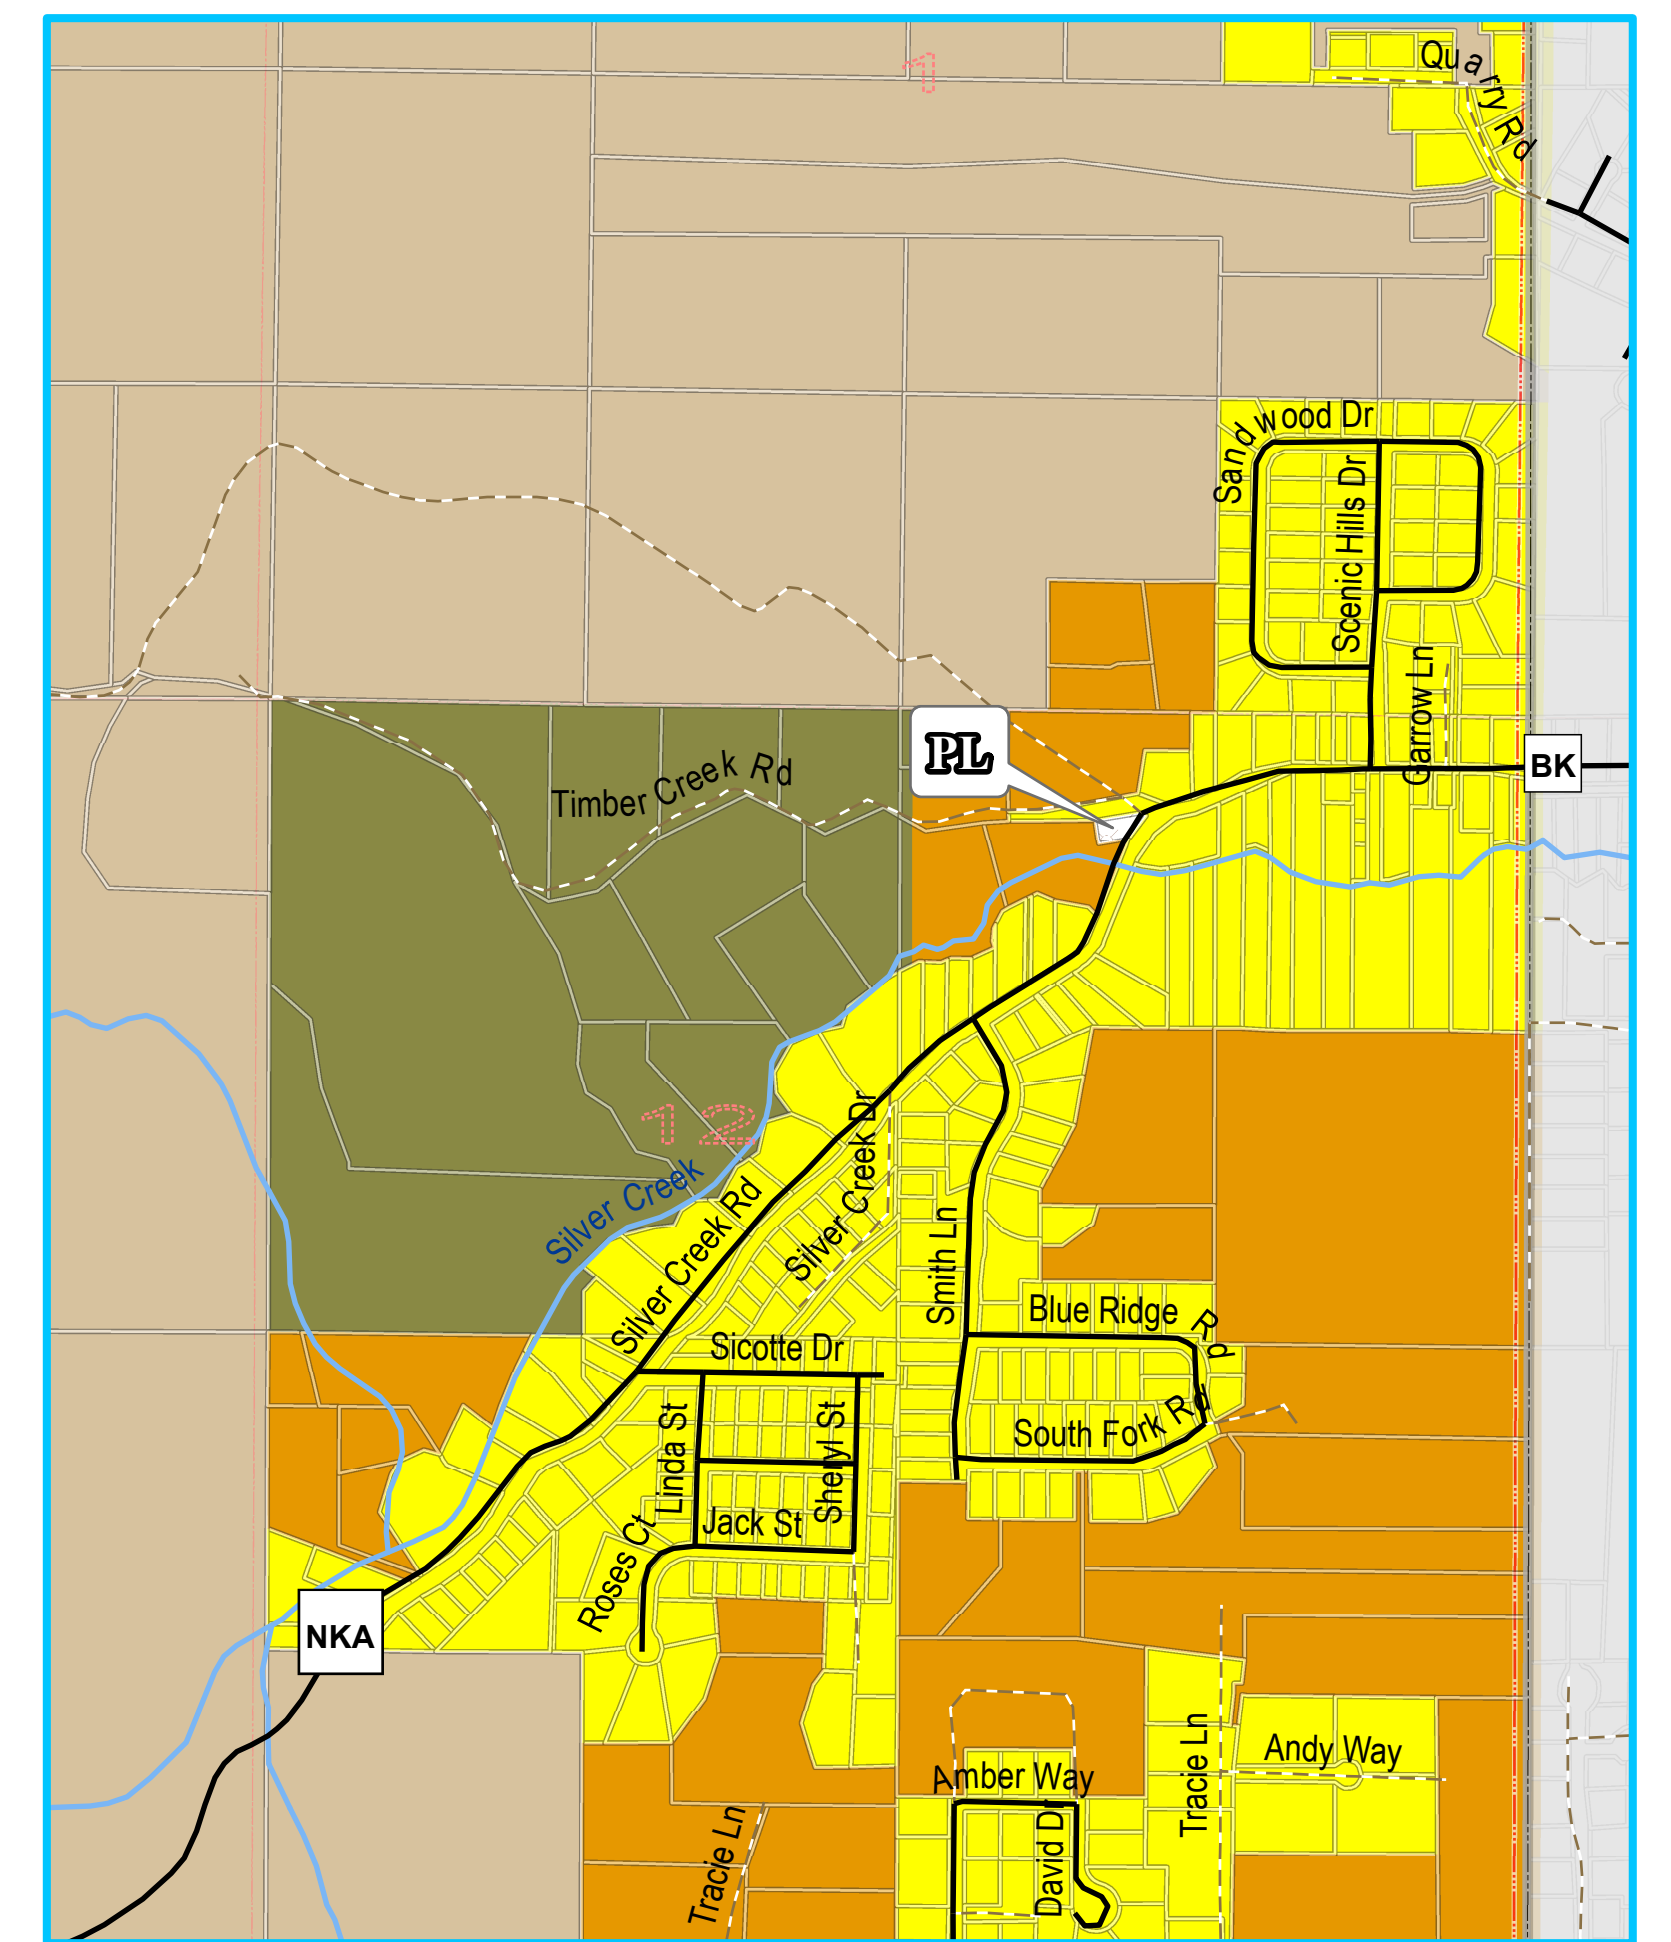 1
Quarry Rd
Sandwood Dr
Scenic Hills Dr
Garrow Ln
PL
BK
Timber Creek Rd
12
Silver Creek
Silver Creek Rd
Silver Creek Dr
Smith Ln
Blue Ridge Rd
Sicotte Dr
South Fork Rd
Linda St
Sheryl St
Jack St
Roses Ct
NKA
Tracie Ln
Andy Way
Amber Way
David Dr
Tracie Ln